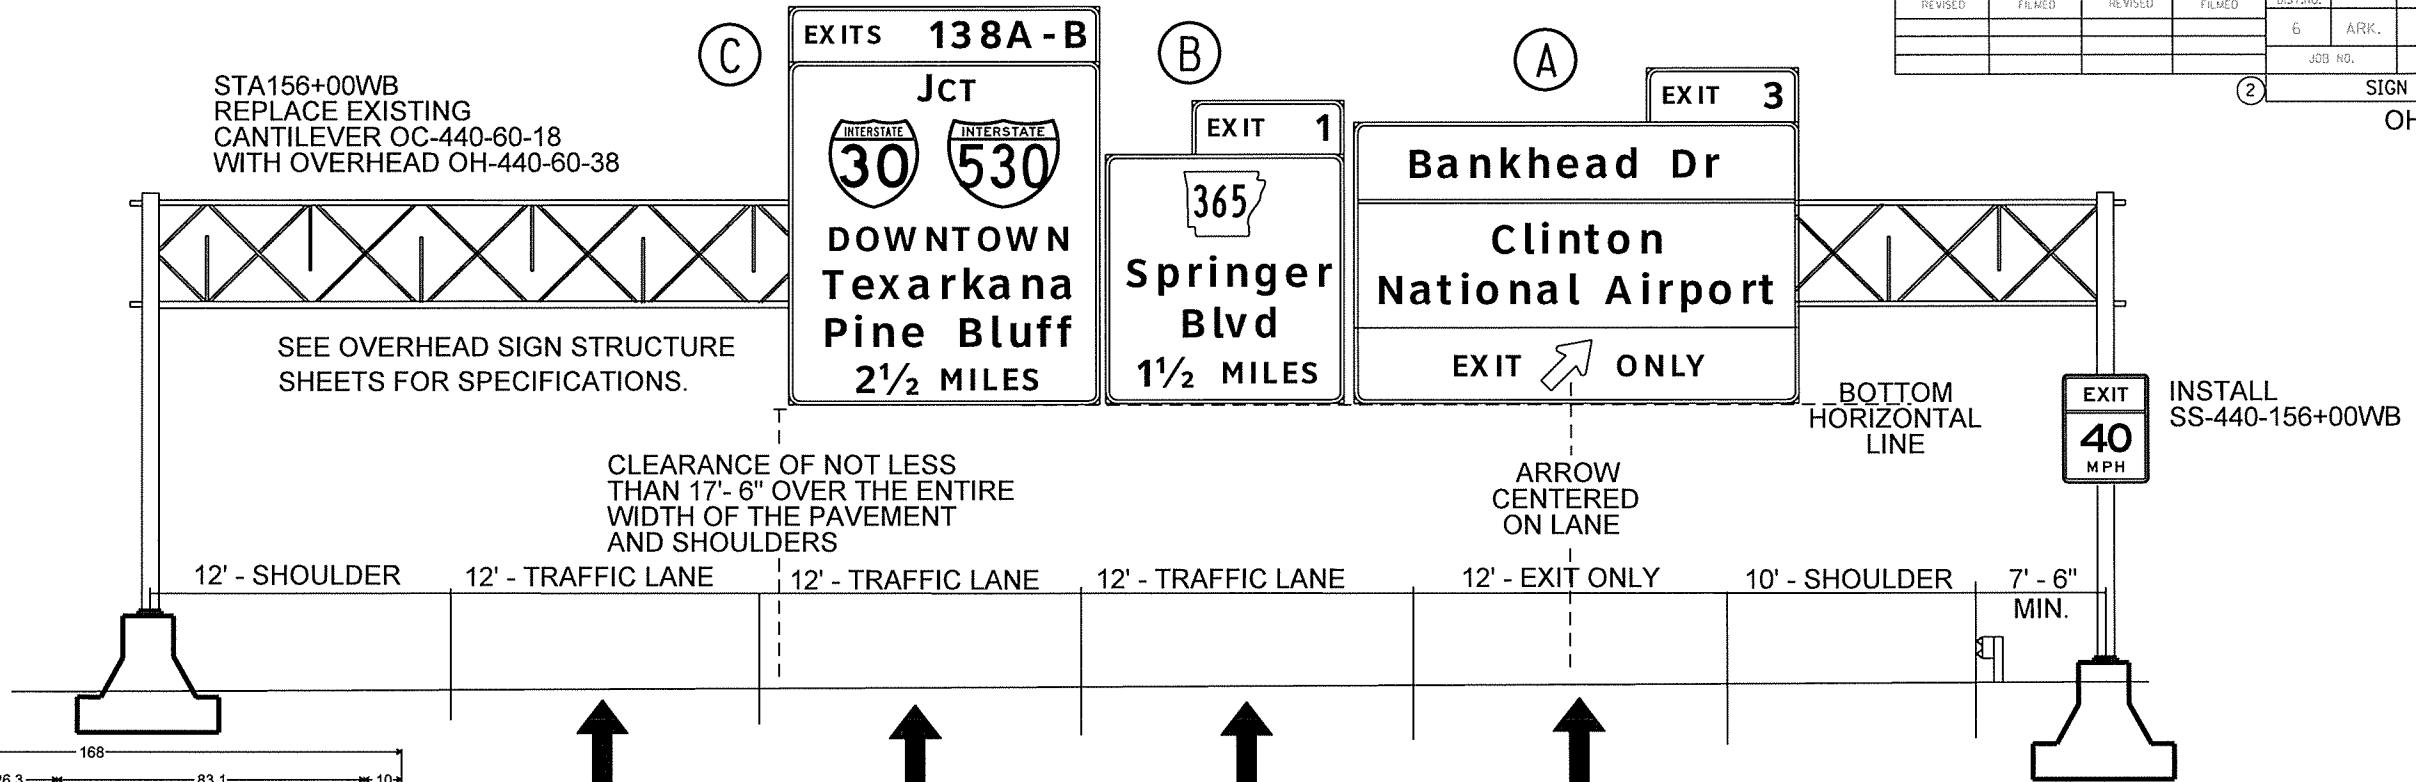 REVISED FILMED REVISED FILMED DIST.NO.
6 ARK.
JOB NO.
2 SIGN
OH
STA156+00WB
REPLACE EXISTING
CANTILEVER OC-440-60-18
WITH OVERHEAD OH-440-60-38
C
EXITS 138A-B
JCT
INTERSTATE
30
INTERSTATE
530
DOWNTOWN
Texarkana
Pine Bluff
2½ MILES
B
EXIT 1
365
Springer
Blvd
1½ MILES
A
EXIT 3
Bankhead Dr
Clinton
National Airport
EXIT ONLY
SEE OVERHEAD SIGN STRUCTURE
SHEETS FOR SPECIFICATIONS.
BOTTOM
HORIZONTAL
LINE
EXIT
40
MPH
INSTALL
SS-440-156+00WB
CLEARANCE OF NOT LESS
THAN 17'- 6" OVER THE ENTIRE
WIDTH OF THE PAVEMENT
AND SHOULDERS
ARROW
CENTERED
ON LANE
12' - SHOULDER
12' - TRAFFIC LANE
12' - TRAFFIC LANE
12' - TRAFFIC LANE
12' - EXIT ONLY
10' - SHOULDER
7' - 6"
MIN.
168
83.1
10